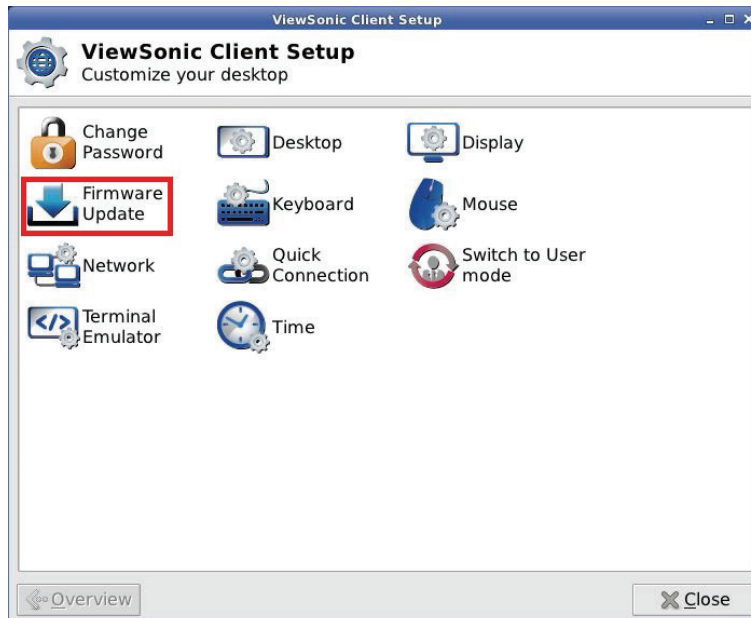 ViewSonic Client Setup
ViewSonic Client Setup
Customize your desktop
Change
Password
Desktop
Display
Firmware
Update
Keyboard
Mouse
Network
Quick
Connection
Switch to User
mode
</>
Terminal
Emulator
Time
Overview
Close